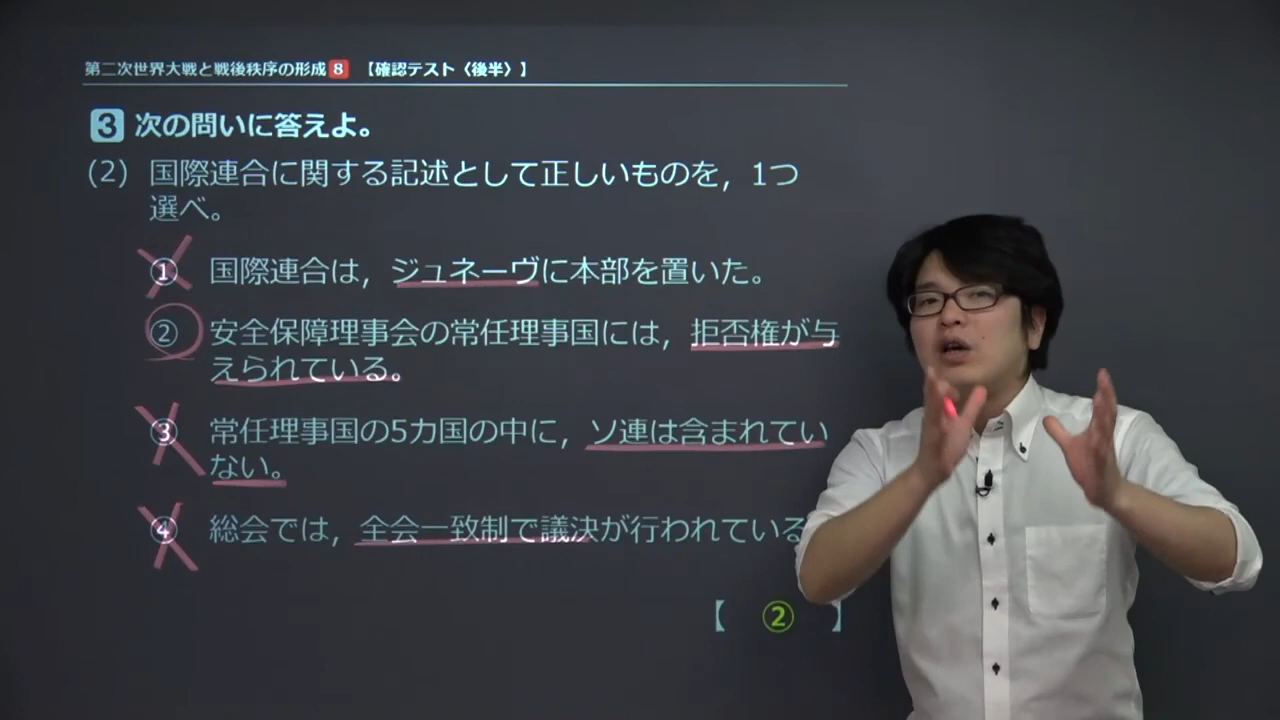 第二次世界大戦と戦後秩序の形成8 【確認テスト〈後半〉】
3 次の問いに答えよ。
(2) 国際連合に関する記述として正しいものを，1つ
選べ。
① 国際連合は，ジュネーヴに本部を置いた。
② 安全保障理事会の常任理事国には，拒否権が与
えられている。
③ 常任理事国の5カ国の中に，ソ連は含まれてい
ない。
④ 総会では，全会一致制で議決が行われている
【 ② 】